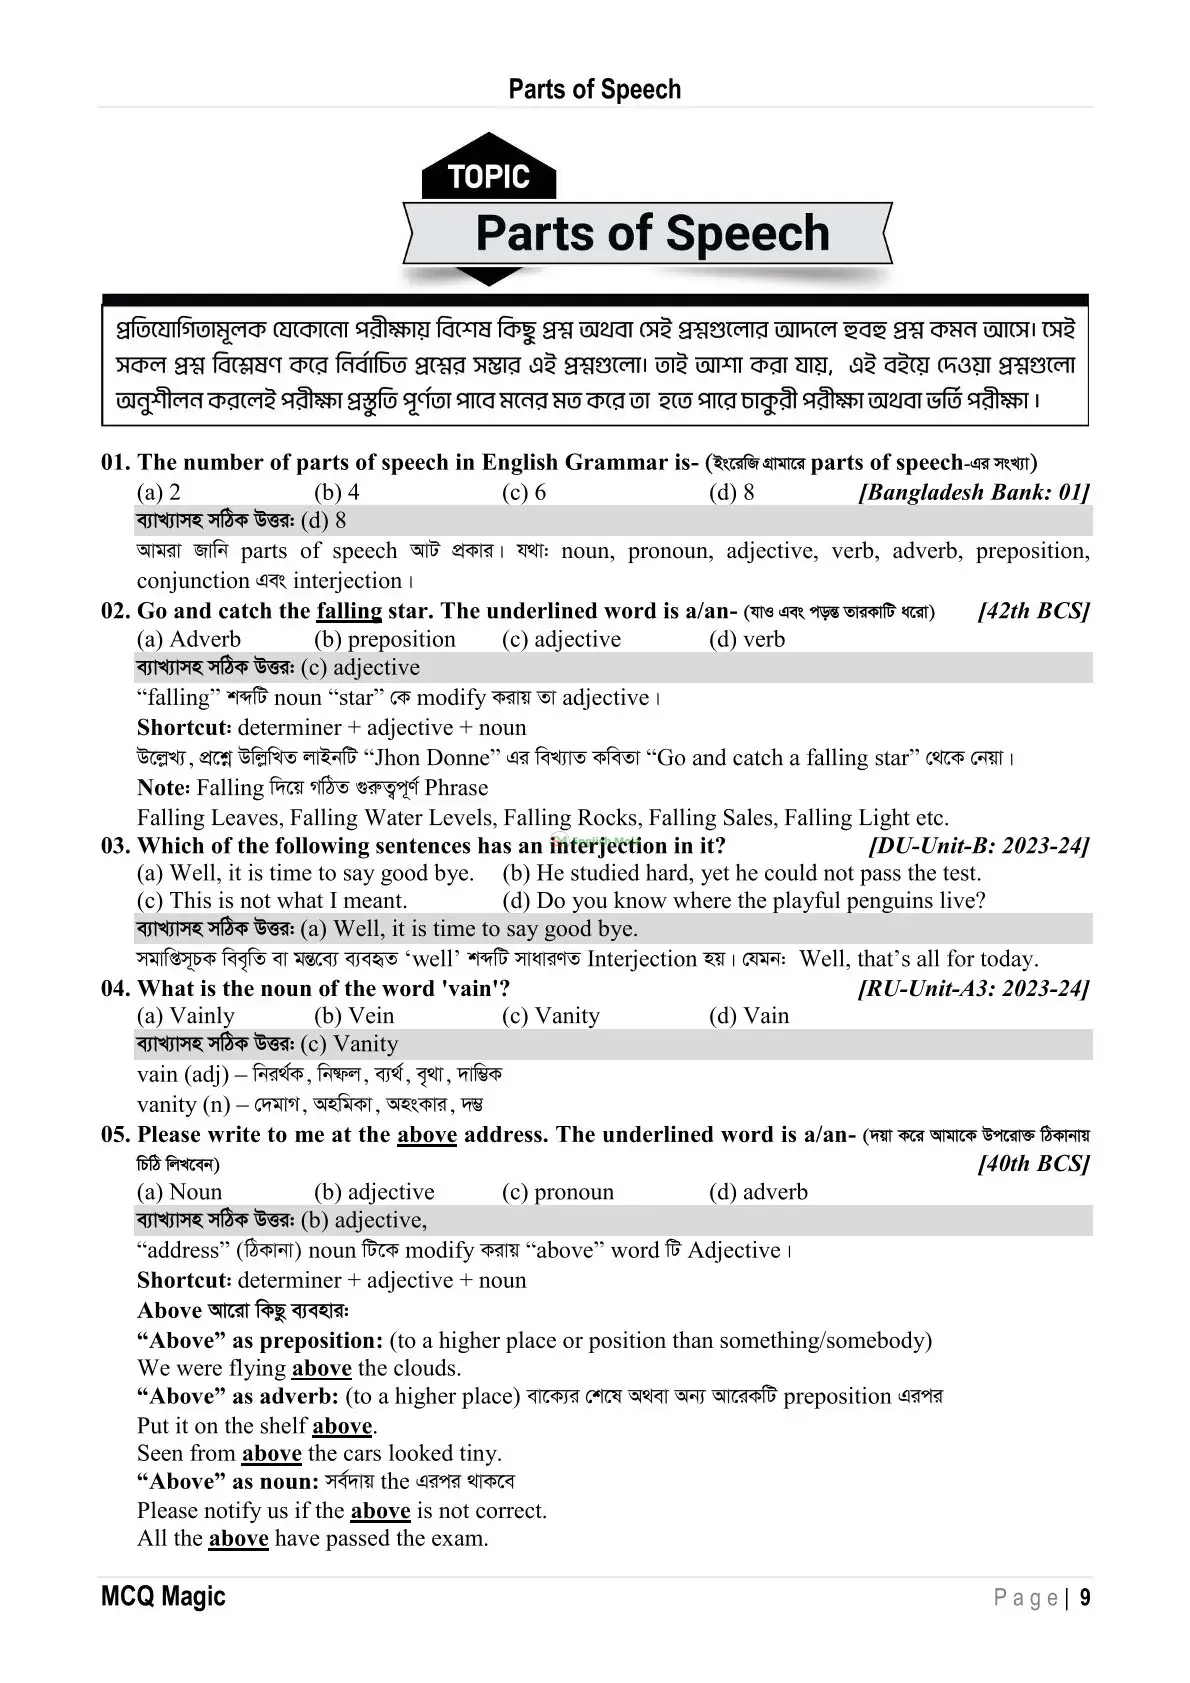 Parts of Speech
TOPIC
Parts of Speech
প্রতিযোগিতামূলক যেকোনো পরীক্ষায় বিশেষ কিছু প্রশ্ন অথবা সেই প্রশ্নগুলোর আদলে হুবহু প্রশ্ন কমন আসে। সেই
সকল প্রশ্ন বিশ্লেষণ করে নির্বাচিত প্রশ্নের সম্ভার এই প্রশ্নগুলো। তাই আশা করা যায়, এই বইয়ে দেওয়া প্রশ্নগুলো
অনুশীলন করলেই পরীক্ষা প্রস্তুতি পূর্ণতা পাবে মনের মত করে তা হতে পারে চাকুরী পরীক্ষা অথবা ভর্তি পরীক্ষা ।
01. The number of parts of speech in English Grammar is- (ইংরেজি গ্রামারে parts of speech-এর সংখ্যা)
(a) 2 (b) 4 (c) 6 (d) 8 [Bangladesh Bank: 01]
ব্যাখ্যাসহ সঠিক উত্তর: (d) 8
আমরা জানি parts of speech আট প্রকার। যথা: noun, pronoun, adjective, verb, adverb, preposition,
conjunction এবং interjection।
02. Go and catch the falling star. The underlined word is a/an- (যাও এবং পড়ন্ত তারকাটি ধরো) [42th BCS]
(a) Adverb (b) preposition (c) adjective (d) verb
ব্যাখ্যাসহ সঠিক উত্তর: (c) adjective
“falling” শব্দটি noun “star” কে modify করায় তা adjective।
Shortcut: determiner + adjective + noun
উল্লেখ্য, প্রশ্নে উল্লিখিত লাইনটি “Jhon Donne” এর বিখ্যাত কবিতা “Go and catch a falling star” থেকে নেয়া।
Note: Falling দিয়ে গঠিত গুরুত্বপূর্ণ Phrase
Falling Leaves, Falling Water Levels, Falling Rocks, Falling Sales, Falling Light etc.
03. Which of the following sentences has an interjection in it? [DU-Unit-B: 2023-24]
(a) Well, it is time to say good bye. (b) He studied hard, yet he could not pass the test.
(c) This is not what I meant. (d) Do you know where the playful penguins live?
ব্যাখ্যাসহ সঠিক উত্তর: (a) Well, it is time to say good bye.
সমাপ্তিসূচক বিবৃতি বা মন্তব্যে ব্যবহৃত ‘well’ শব্দটি সাধারণত Interjection হয়। যেমন: Well, that’s all for today.
04. What is the noun of the word 'vain'? [RU-Unit-A3: 2023-24]
(a) Vainly (b) Vein (c) Vanity (d) Vain
ব্যাখ্যাসহ সঠিক উত্তর: (c) Vanity
vain (adj) – নিরর্থক, নিষ্ফল, ব্যর্থ, বৃথা, দাম্ভিক
vanity (n) – দেমাগ, অহমিকা, অহংকার, দম্ভ
05. Please write to me at the above address. The underlined word is a/an- (দয়া করে আমাকে উপরোক্ত ঠিকানায়
চিঠি লিখবেন) [40th BCS]
(a) Noun (b) adjective (c) pronoun (d) adverb
ব্যাখ্যাসহ সঠিক উত্তর: (b) adjective,
“address” (ঠিকানা) noun টিকে modify করায় “above” word টি Adjective।
Shortcut: determiner + adjective + noun
Above আরো কিছু ব্যবহার:
“Above” as preposition: (to a higher place or position than something/somebody)
We were flying above the clouds.
“Above” as adverb: (to a higher place) বাক্যের শেষে অথবা অন্য আরেকটি preposition এরপর
Put it on the shelf above.
Seen from above the cars looked tiny.
“Above” as noun: সর্বদায় the এরপর থাকবে
Please notify us if the above is not correct.
All the above have passed the exam.
MCQ Magic
Page| 9